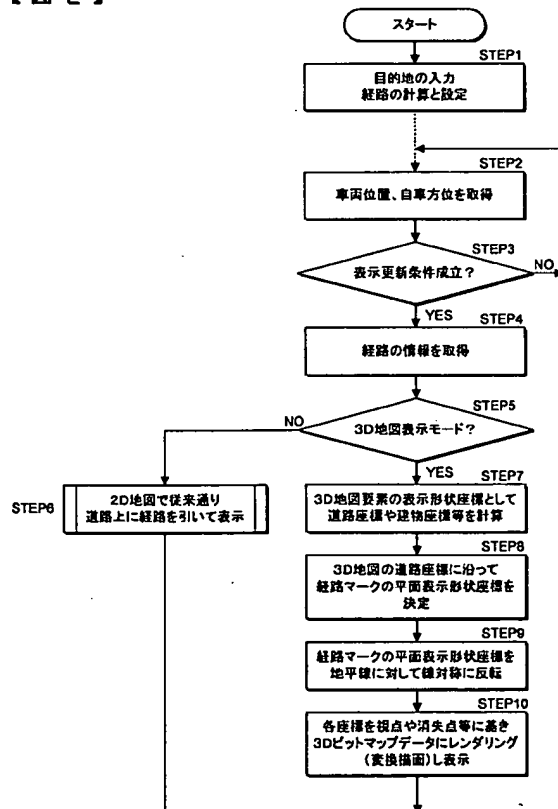 スタート
STEP1
目的地の入力
経路の計算と設定
STEP2
車両位置、自車方位を取得
STEP3
表示更新条件成立？
NO
YES
STEP4
経路の情報を取得
STEP5
3D地図表示モード？
NO
YES
STEP6
2D地図で従来通り
道路上に経路を引いて表示
STEP7
3D地図要素の表示形状座標として
道路座標や建物座標等を計算
STEP8
3D地図の道路座標に沿って
経路マークの平面表示形状座標を
決定
STEP9
経路マークの平面表示形状座標を
地平線に対して線対称に反転
STEP10
各座標を視点や消失点等に基き
3Dビットマップデータにレンダリング
（変換描画）し表示